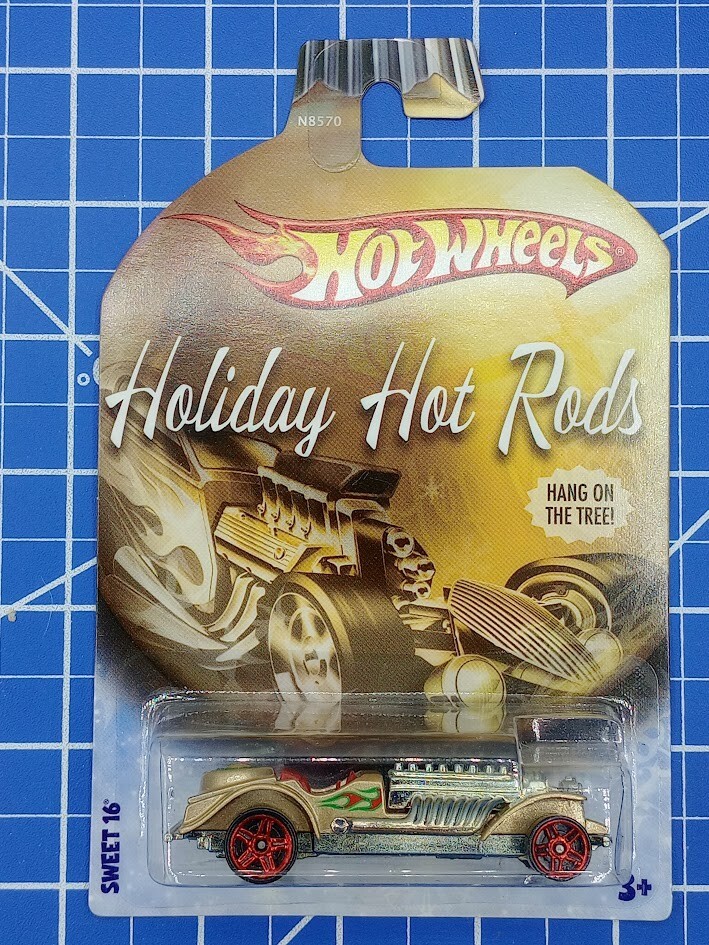 N8570
HOT WHEELS®
Holiday Hot Rods
HANG ON
THE TREE!
SWEET 16®
3+